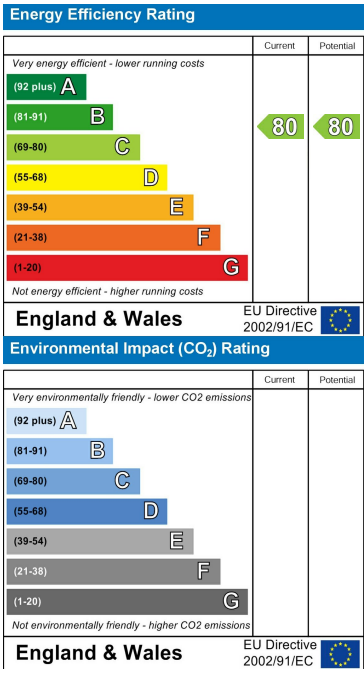 Energy Efficiency Rating
Current Potential
Very energy efficient - lower running costs
(92 plus) A
(81-91) B
80 80
(69-80) C
(55-68) D
(39-54) E
(21-38) F
(1-20) G
Not energy efficient - higher running costs
England & Wales
EU Directive
2002/91/EC
Environmental Impact (CO₂) Rating
Current Potential
Very environmentally friendly - lower CO2 emissions
(92 plus) A
(81-91) B
(69-80) C
(55-68) D
(39-54) E
(21-38) F
(1-20) G
Not environmentally friendly - higher CO2 emissions
England & Wales
EU Directive
2002/91/EC